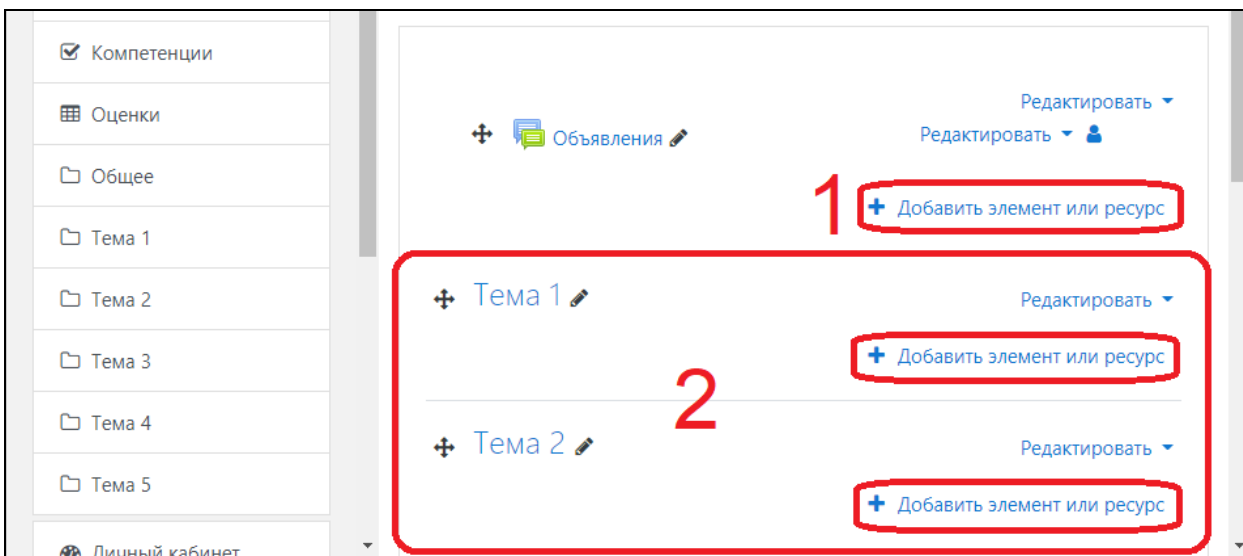 Компетенции
Оценки
Общее
Тема 1
Тема 2
Тема 3
Тема 4
Тема 5
Личный кабинет
Редактировать
Объявления Редактировать
1
Добавить элемент или ресурс
Тема 1
Редактировать
Добавить элемент или ресурс
2
Тема 2
Редактировать
Добавить элемент или ресурс